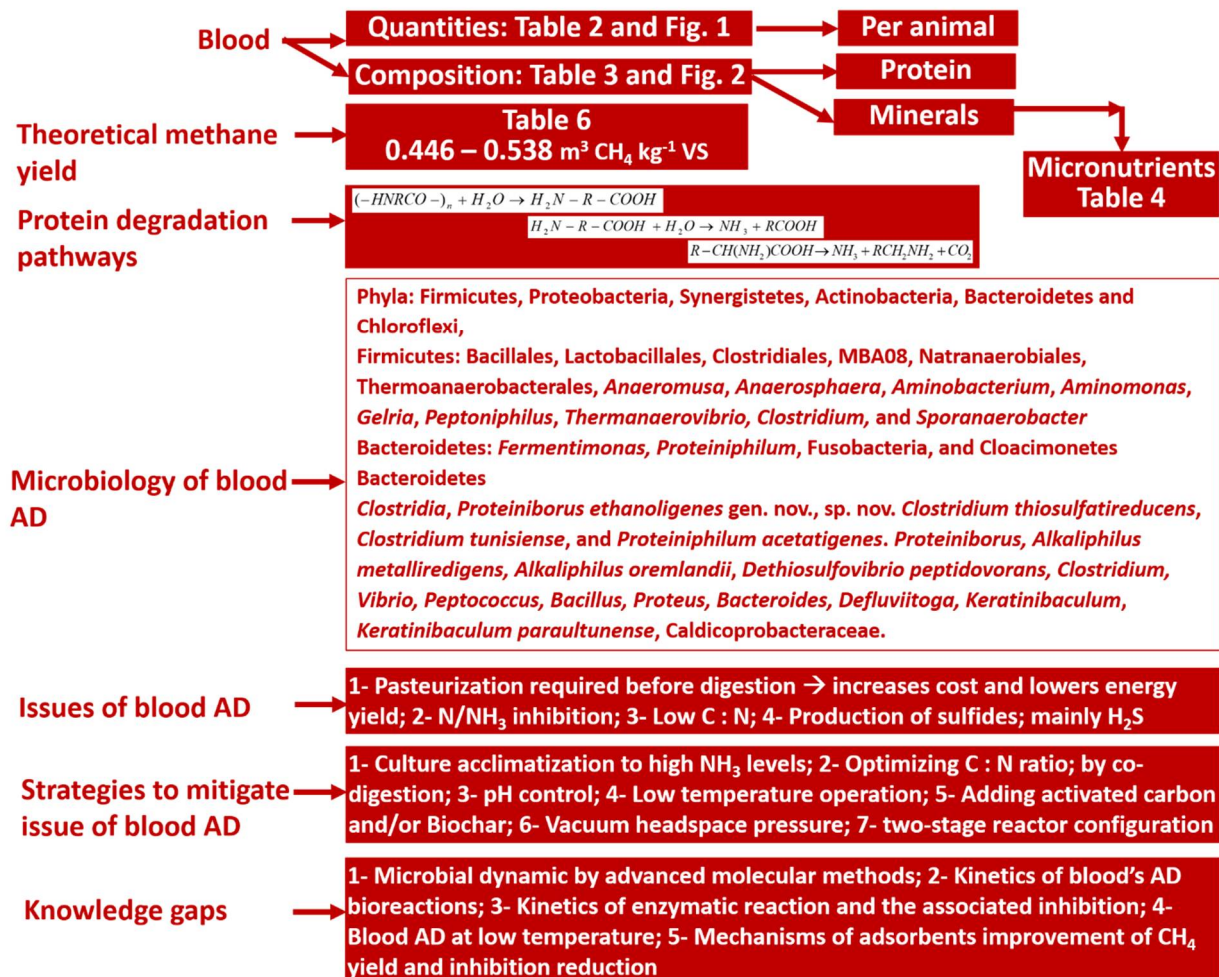 Blood
Quantities: Table 2 and Fig. 1
Per animal
Composition: Table 3 and Fig. 2
Protein
Minerals
Micronutrients
Table 4
Theoretical methane
yield
Table 6
0.446 – 0.538 m³ CH₄ kg⁻¹ VS
Protein degradation
pathways
(−HNRCO−)ₙ + H₂O → H₂N − R − COOH
H₂N − R − COOH + H₂O → NH₃ + RCOOH
R − CH(NH₂)COOH → NH₃ + RCH₂NH₂ + CO₂
Microbiology of blood
AD
Phyla: Firmicutes, Proteobacteria, Synergistetes, Actinobacteria, Bacteroidetes and
Chloroflexi,
Firmicutes: Bacillales, Lactobacillales, Clostridiales, MBA08, Natranaerobiales,
Thermoanaerobacterales, Anaeromusa, Anaerosphaera, Aminobacterium, Aminomonas,
Gelria, Peptoniphilus, Thermanaerovibrio, Clostridium, and Sporanaerobacter
Bacteroidetes: Fermentimonas, Proteiniphilum, Fusobacteria, and Cloacimonetes
Bacteroidetes
Clostridia, Proteiniborus ethanoligenes gen. nov., sp. nov. Clostridium thiosulfatireducens,
Clostridium tunisiense, and Proteiniphilum acetatigenes. Proteiniborus, Alkaliphilus
metalliredigens, Alkaliphilus oremlandii, Dethiosulfovibrio peptidovorans, Clostridium,
Vibrio, Peptococcus, Bacillus, Proteus, Bacteroides, Defluviitoga, Keratinibaculum,
Keratinibaculum paraultunense, Caldicoprobacteraceae.
Issues of blood AD
1- Pasteurization required before digestion → increases cost and lowers energy
yield; 2- N/NH₃ inhibition; 3- Low C : N; 4- Production of sulfides; mainly H₂S
Strategies to mitigate
issue of blood AD
1- Culture acclimatization to high NH₃ levels; 2- Optimizing C : N ratio; by co-
digestion; 3- pH control; 4- Low temperature operation; 5- Adding activated carbon
and/or Biochar; 6- Vacuum headspace pressure; 7- two-stage reactor configuration
Knowledge gaps
1- Microbial dynamic by advanced molecular methods; 2- Kinetics of blood's AD
bioreactions; 3- Kinetics of enzymatic reaction and the associated inhibition; 4-
Blood AD at low temperature; 5- Mechanisms of adsorbents improvement of CH₄
yield and inhibition reduction